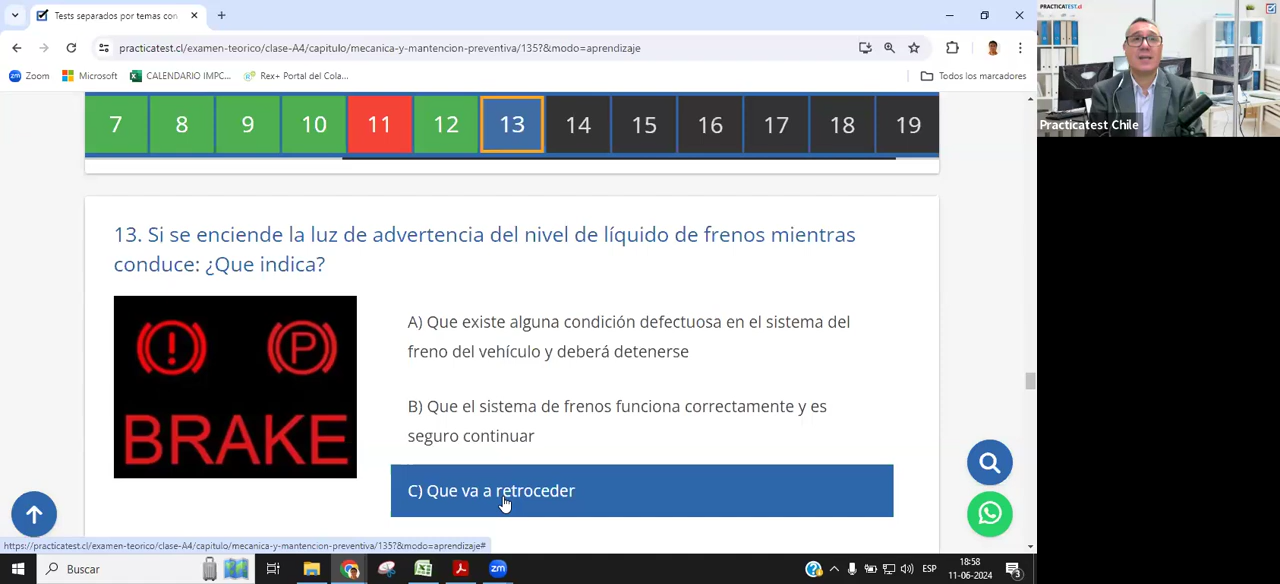 Tests separados por temas con
practicatest.cl/examen-teorico/clase-A4/capitulo/mecanica-y-mantencion-preventiva/135?&modo=aprendizaje
Zoom
Microsoft
CALENDARIO IMPC...
Rex+ Portal del Cola...
Todos los marcadores
PRACTICATEST.cl
Practicatest Chile
7 8 9 10 11 12 13 14 15 16 17 18 19
13. Si se enciende la luz de advertencia del nivel de líquido de frenos mientras
conduce: ¿Que indica?
! P
BRAKE
A) Que existe alguna condición defectuosa en el sistema del
freno del vehículo y deberá detenerse
B) Que el sistema de frenos funciona correctamente y es
seguro continuar
C) Que va a retroceder
https://practicatest.cl/examen-teorico/clase-A4/capitulo/mecanica-y-mantencion-preventiva/135?&modo=aprendizaje#
Buscar
ESP
18:58
11-06-2024
3